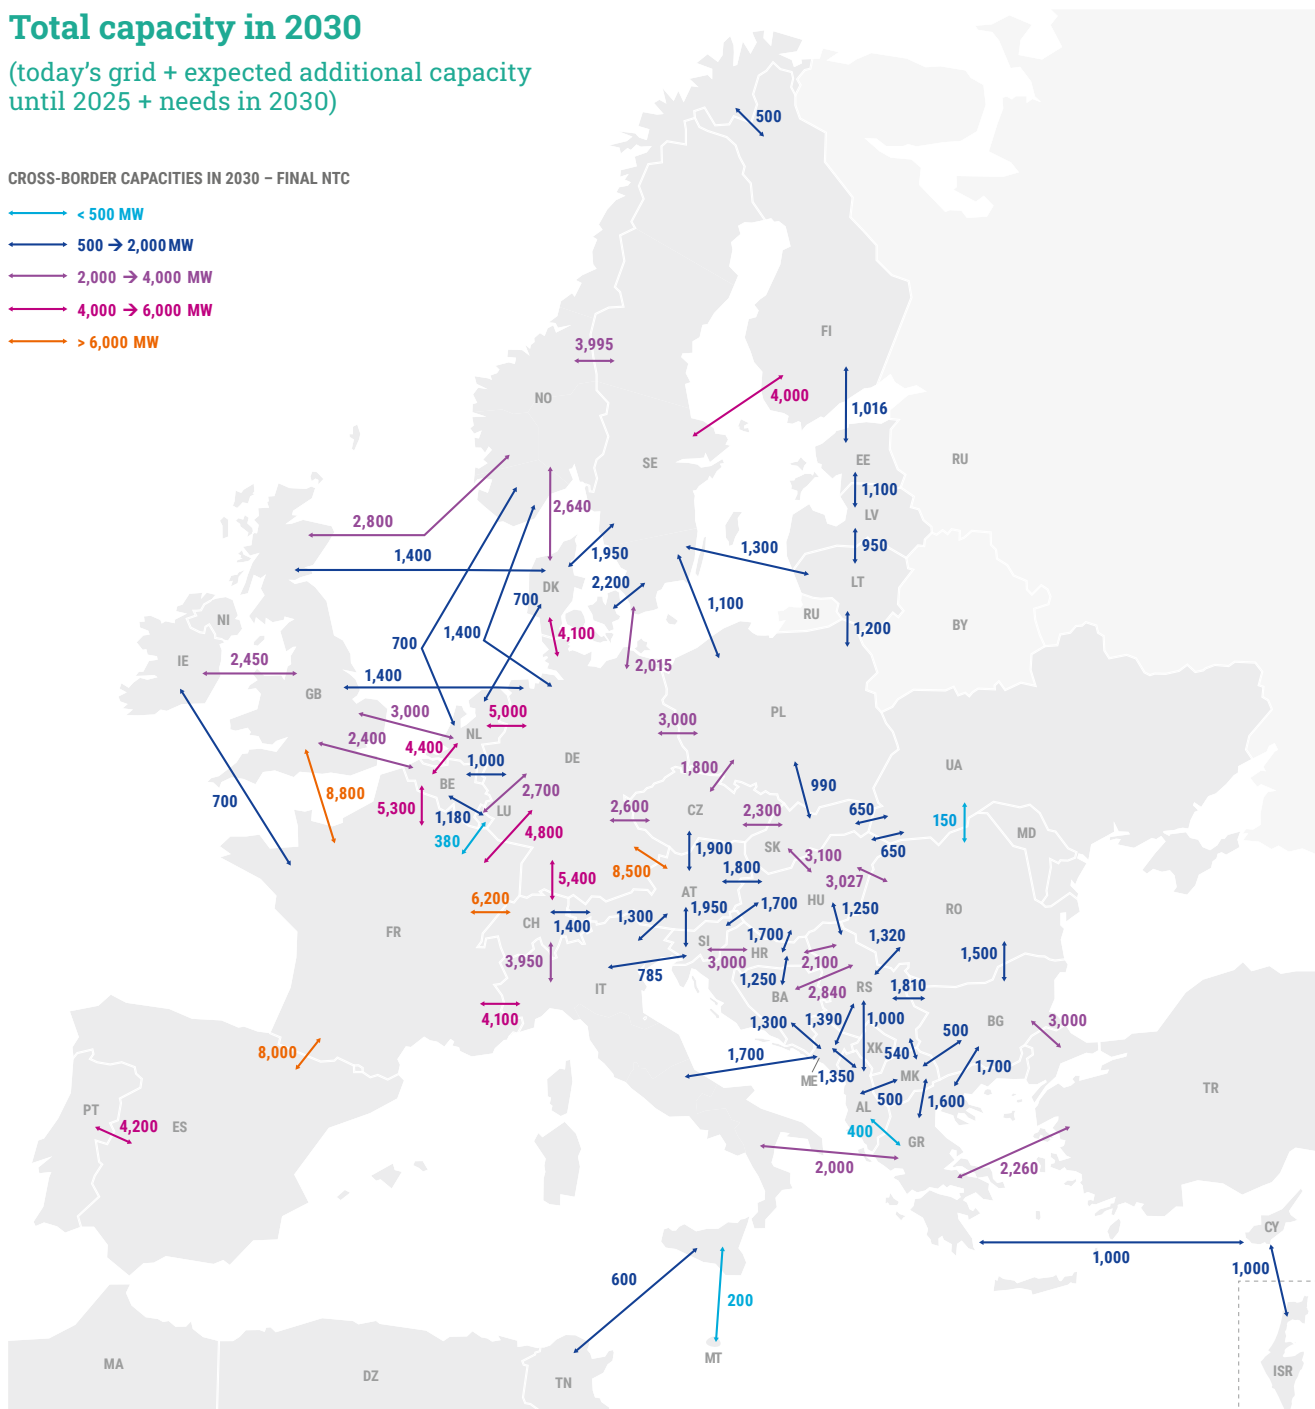 Total capacity in 2030
(today’s grid + expected additional capacity
until 2025 + needs in 2030)
CROSS-BORDER CAPACITIES IN 2030 – FINAL NTC
< 500 MW
500 → 2,000 MW
2,000 → 4,000 MW
4,000 → 6,000 MW
> 6,000 MW
500
FI
3,995
4,000
NO
1,016
SE
EE
RU
1,100
2,640
LV
2,800
1,400
1,950
1,300
950
DK
2,200
LT
700
1,100
NI
RU
BY
1,200
700
1,400
4,100
IE
2,450
2,015
1,400
GB
3,000
5,000
3,000
PL
NL
2,400
4,400
1,000
DE
1,800
UA
BE
990
8,800
2,700
700
5,300
1,180
LU
2,600
CZ
2,300
650
150
MD
380
4,800
1,900
SK
650
3,100
8,500
1,800
3,027
5,400
AT
6,200
HU
1,700
1,950
1,250
RO
1,300
CH
1,400
FR
1,700
1,320
SI
HR
3,000
2,100
1,500
3,950
785
1,250
IT
BA
2,840
RS
1,810
4,100
1,300
1,390
1,000
BG
3,000
500
8,000
1,700
XK
540
1,700
ME
1,350
MK
TR
500
1,600
PT
AL
4,200
ES
400
GR
2,000
2,260
CY
1,000
1,000
600
200
MT
MA
DZ
TN
ISR